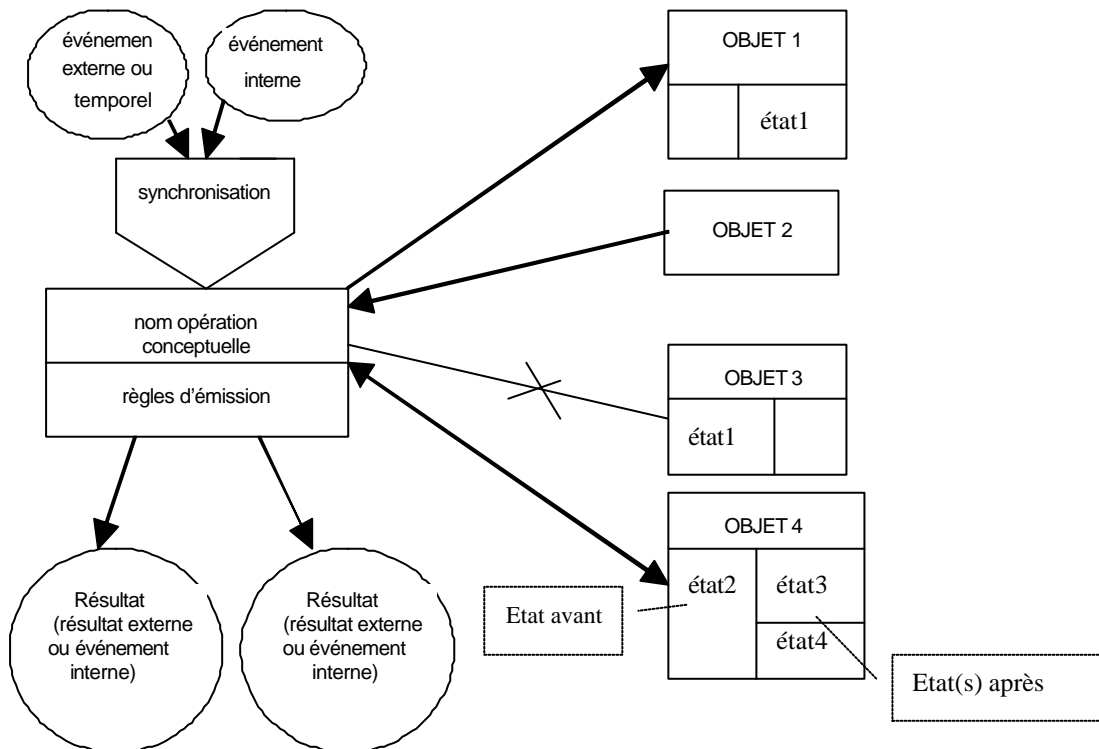 événemen
externe ou
temporel
événement
interne
synchronisation
nom opération
conceptuelle
règles d'émission
Résultat
(résultat externe
ou événement
interne)
Résultat
(résultat externe
ou événement
interne)
OBJET 1
état1
OBJET 2
OBJET 3
état1
OBJET 4
état2
état3
état4
Etat avant
Etat(s) après